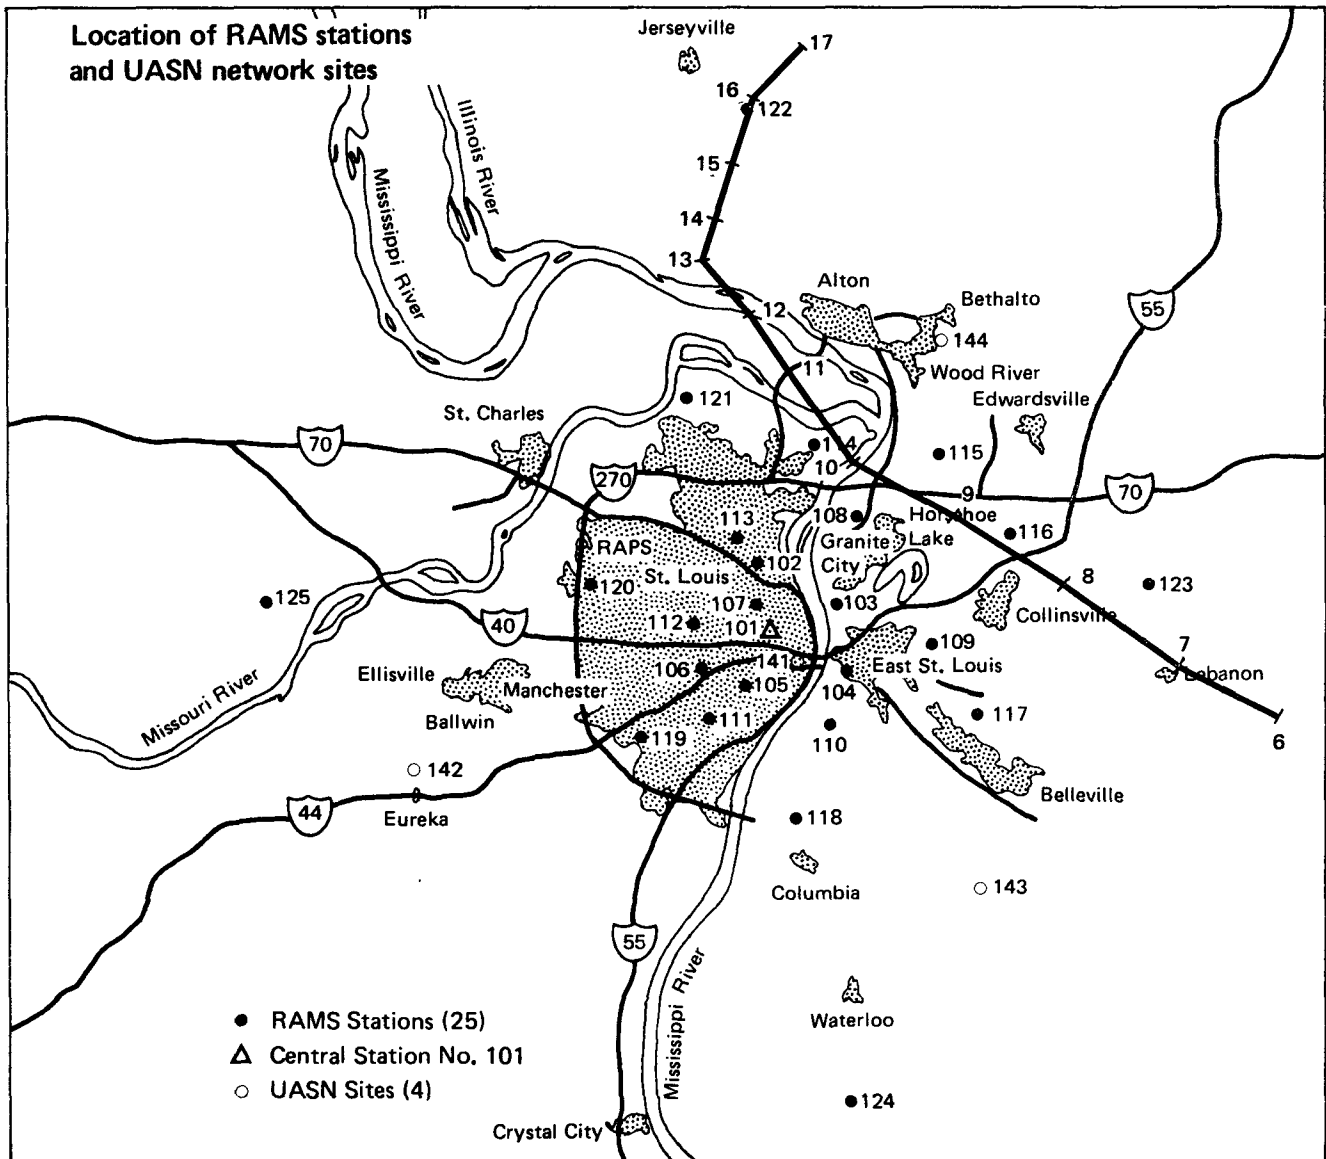 Location of RAMS stations
and UASN network sites
Jerseyville
17
16
122
Illinois River
15
Mississippi River
14
13
Alton
Bethalto
12
55
144
11
Wood River
121
Edwardsville
St. Charles
70
114
10
115
270
9
70
108
Horshoe
Lake
113
116
RAPS
Granite
City
102
St. Louis
8
123
120
125
107
103
Collinsville
112
101
40
109
7
141
Ellisville
106
East St. Louis
Lebanon
Manchester
105
104
Missouri River
Ballwin
111
117
119
110
6
142
Belleville
44
Eureka
118
Columbia
143
55
Mississippi River
RAMS Stations (25)
Waterloo
Central Station No. 101
UASN Sites (4)
124
Crystal City